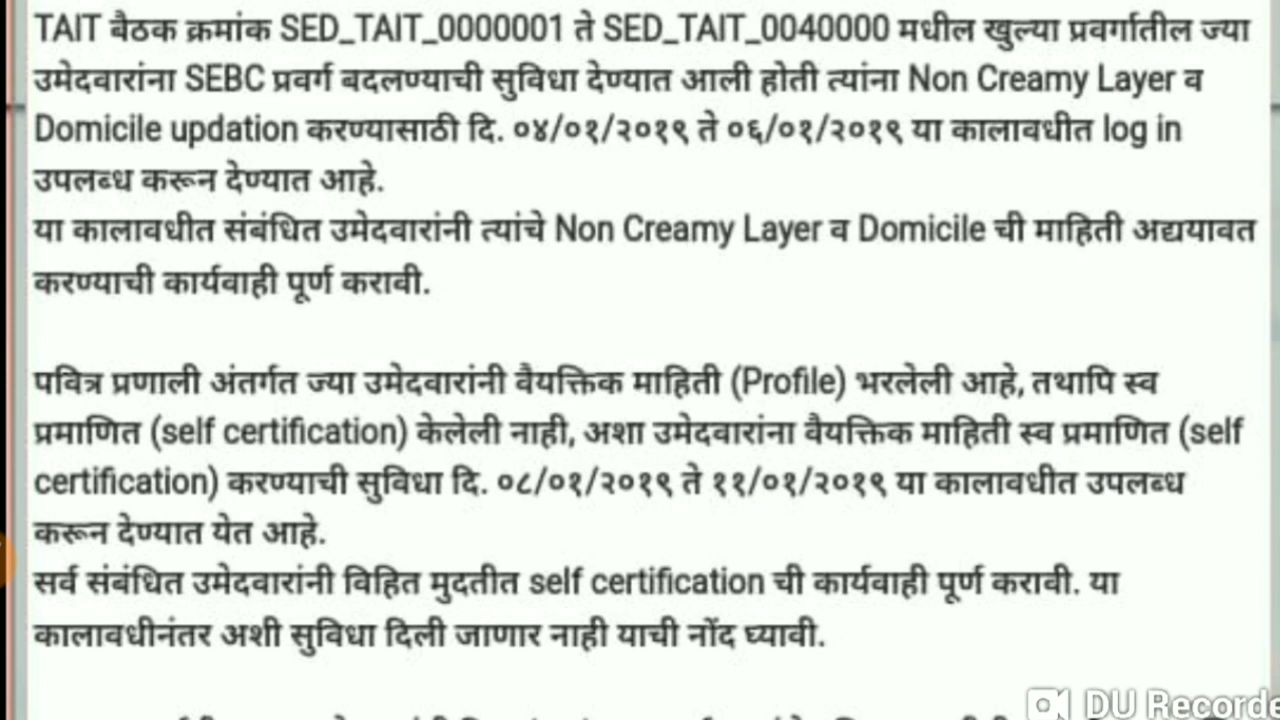 TAIT बैठक क्रमांक SED_TAIT_0000001 ते SED_TAIT_0040000 मधील खुल्या प्रवर्गातील ज्या
उमेदवारांना SEBC प्रवर्ग बदलण्याची सुविधा देण्यात आली होती त्यांना Non Creamy Layer व
Domicile updation करण्यासाठी दि. ०४/०१/२०१९ ते ०६/०१/२०१९ या कालावधीत log in
उपलब्ध करून देण्यात आहे.
या कालावधीत संबंधित उमेदवारांनी त्यांचे Non Creamy Layer व Domicile ची माहिती अद्ययावत
करण्याची कार्यवाही पूर्ण करावी.
पवित्र प्रणाली अंतर्गत ज्या उमेदवारांनी वैयक्तिक माहिती (Profile) भरलेली आहे, तथापि स्व
प्रमाणित (self certification) केलेली नाही, अशा उमेदवारांना वैयक्तिक माहिती स्व प्रमाणित (self
certification) करण्याची सुविधा दि. ०८/०१/२०१९ ते ११/०१/२०१९ या कालावधीत उपलब्ध
करून देण्यात येत आहे.
सर्व संबंधित उमेदवारांनी विहित मुदतीत self certification ची कार्यवाही पूर्ण करावी. या
कालावधीनंतर अशी सुविधा दिली जाणार नाही याची नोंद घ्यावी.
DU Recorde